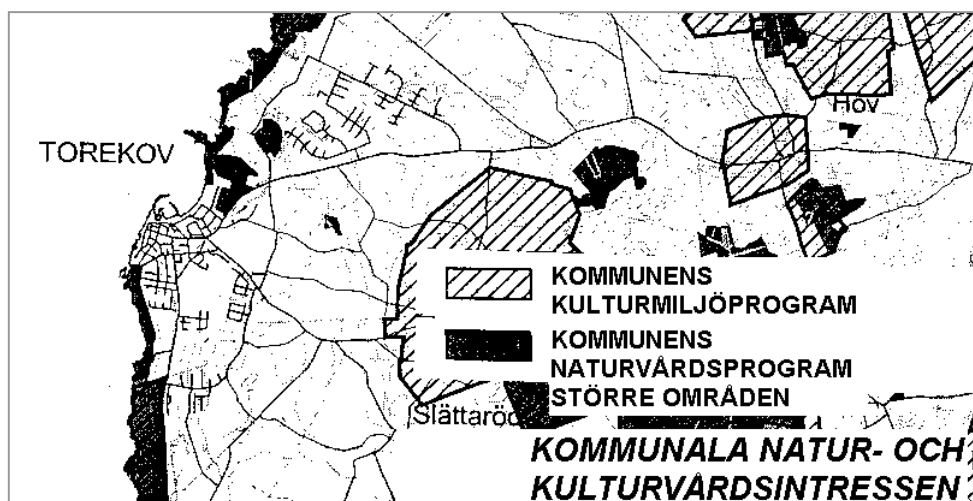 Hov
TOREKOV
KOMMUNENS
KULTURMILJÖPROGRAM
KOMMUNENS
NATURVÅRDSPROGRAM
STÖRRE OMRÅDEN
Slättaröd
KOMMUNALA NATUR- OCH
KULTURVÅRDSINTRESSEN